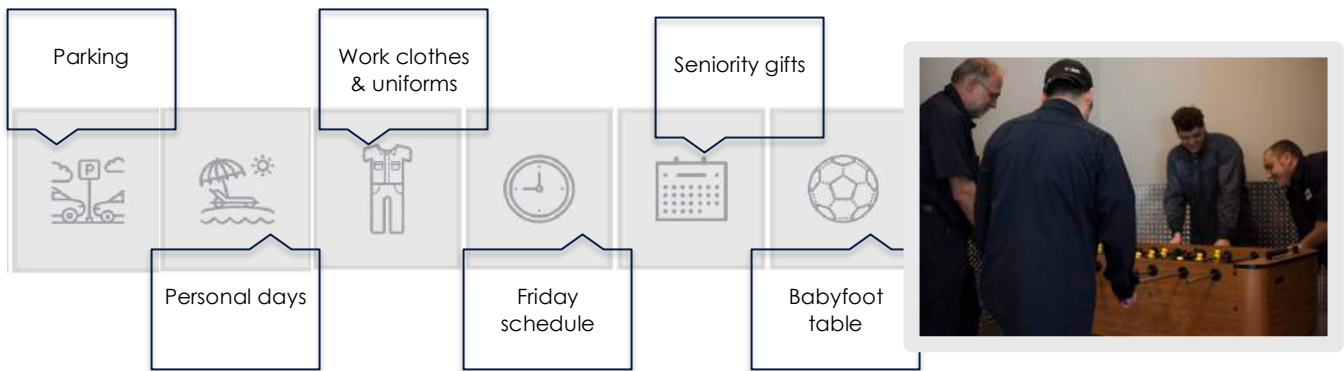 Parking
Work clothes
& uniforms
Seniority gifts
P
Personal days
Friday
schedule
Babyfoot
table